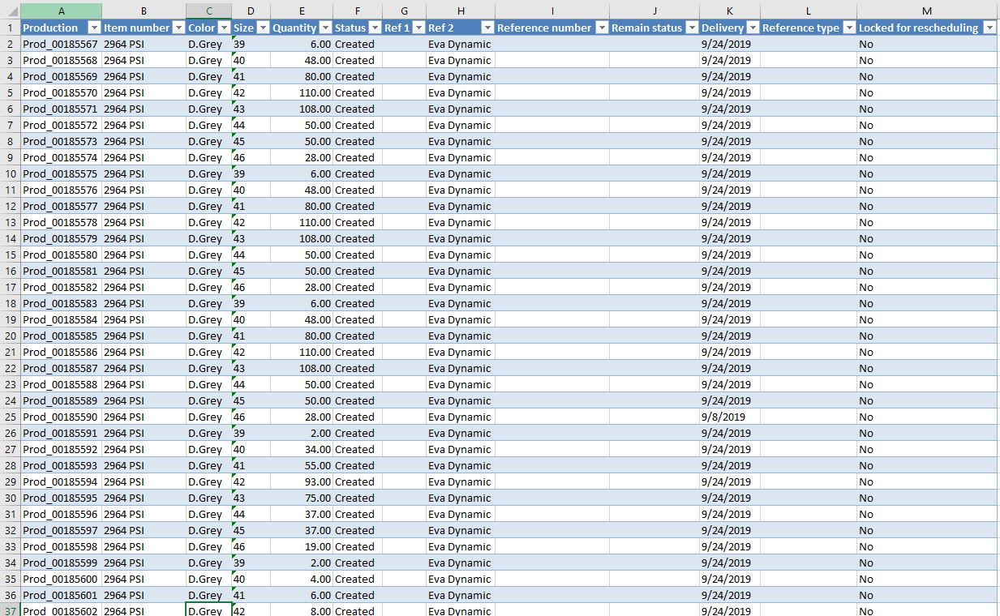 A B C D E F G H I J K L M
1 Production Item number Color Size Quantity Status Ref 1 Ref 2 Reference number Remain status Delivery Reference type Locked for rescheduling
2 Prod_00185567 2964 PSI D.Grey 39 6.00 Created Eva Dynamic 9/24/2019 No
3 Prod_00185568 2964 PSI D.Grey 40 48.00 Created Eva Dynamic 9/24/2019 No
4 Prod_00185569 2964 PSI D.Grey 41 80.00 Created Eva Dynamic 9/24/2019 No
5 Prod_00185570 2964 PSI D.Grey 42 110.00 Created Eva Dynamic 9/24/2019 No
6 Prod_00185571 2964 PSI D.Grey 43 108.00 Created Eva Dynamic 9/24/2019 No
7 Prod_00185572 2964 PSI D.Grey 44 50.00 Created Eva Dynamic 9/24/2019 No
8 Prod_00185573 2964 PSI D.Grey 45 50.00 Created Eva Dynamic 9/24/2019 No
9 Prod_00185574 2964 PSI D.Grey 46 28.00 Created Eva Dynamic 9/24/2019 No
10 Prod_00185575 2964 PSI D.Grey 39 6.00 Created Eva Dynamic 9/24/2019 No
11 Prod_00185576 2964 PSI D.Grey 40 48.00 Created Eva Dynamic 9/24/2019 No
12 Prod_00185577 2964 PSI D.Grey 41 80.00 Created Eva Dynamic 9/24/2019 No
13 Prod_00185578 2964 PSI D.Grey 42 110.00 Created Eva Dynamic 9/24/2019 No
14 Prod_00185579 2964 PSI D.Grey 43 108.00 Created Eva Dynamic 9/24/2019 No
15 Prod_00185580 2964 PSI D.Grey 44 50.00 Created Eva Dynamic 9/24/2019 No
16 Prod_00185581 2964 PSI D.Grey 45 50.00 Created Eva Dynamic 9/24/2019 No
17 Prod_00185582 2964 PSI D.Grey 46 28.00 Created Eva Dynamic 9/24/2019 No
18 Prod_00185583 2964 PSI D.Grey 39 6.00 Created Eva Dynamic 9/24/2019 No
19 Prod_00185584 2964 PSI D.Grey 40 48.00 Created Eva Dynamic 9/24/2019 No
20 Prod_00185585 2964 PSI D.Grey 41 80.00 Created Eva Dynamic 9/24/2019 No
21 Prod_00185586 2964 PSI D.Grey 42 110.00 Created Eva Dynamic 9/24/2019 No
22 Prod_00185587 2964 PSI D.Grey 43 108.00 Created Eva Dynamic 9/24/2019 No
23 Prod_00185588 2964 PSI D.Grey 44 50.00 Created Eva Dynamic 9/24/2019 No
24 Prod_00185589 2964 PSI D.Grey 45 50.00 Created Eva Dynamic 9/24/2019 No
25 Prod_00185590 2964 PSI D.Grey 46 28.00 Created Eva Dynamic 9/8/2019 No
26 Prod_00185591 2964 PSI D.Grey 39 2.00 Created Eva Dynamic 9/24/2019 No
27 Prod_00185592 2964 PSI D.Grey 40 34.00 Created Eva Dynamic 9/24/2019 No
28 Prod_00185593 2964 PSI D.Grey 41 55.00 Created Eva Dynamic 9/24/2019 No
29 Prod_00185594 2964 PSI D.Grey 42 93.00 Created Eva Dynamic 9/24/2019 No
30 Prod_00185595 2964 PSI D.Grey 43 75.00 Created Eva Dynamic 9/24/2019 No
31 Prod_00185596 2964 PSI D.Grey 44 37.00 Created Eva Dynamic 9/24/2019 No
32 Prod_00185597 2964 PSI D.Grey 45 37.00 Created Eva Dynamic 9/24/2019 No
33 Prod_00185598 2964 PSI D.Grey 46 19.00 Created Eva Dynamic 9/24/2019 No
34 Prod_00185599 2964 PSI D.Grey 39 2.00 Created Eva Dynamic 9/24/2019 No
35 Prod_00185600 2964 PSI D.Grey 40 4.00 Created Eva Dynamic 9/24/2019 No
36 Prod_00185601 2964 PSI D.Grey 41 6.00 Created Eva Dynamic 9/24/2019 No
37 Prod_00185602 2964 PSI D.Grey 42 8.00 Created Eva Dynamic 9/24/2019 No